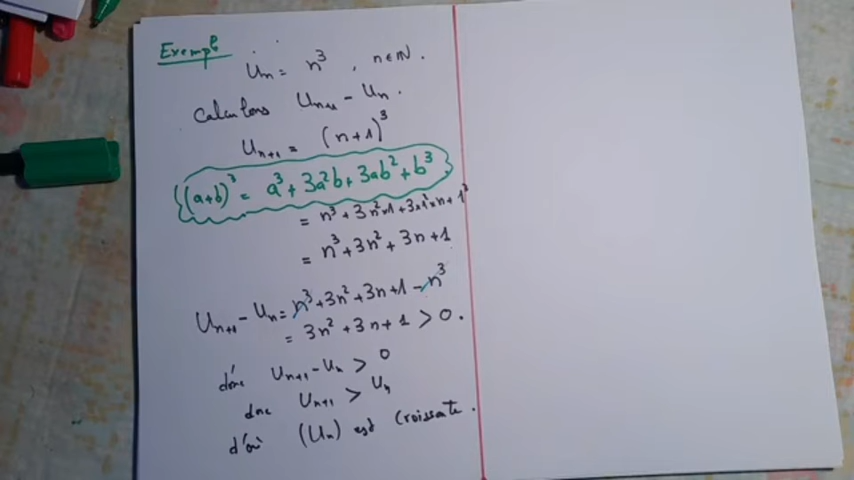 Exemple
Un = n³, n∈ℕ.
Calculons Un+1 - Un.
Un+1 = (n+1)³
(a+b)³ = a³ + 3a²b + 3ab² + b³
= n³ + 3n²×1 + 3×1²×n + 1³
= n³ + 3n² + 3n + 1
Un+1 - Un = n³ + 3n² + 3n + 1 - n³
= 3n² + 3n + 1 > 0.
donc Un+1 - Un > 0
donc Un+1 > Un
d'où (Un) est croissante.